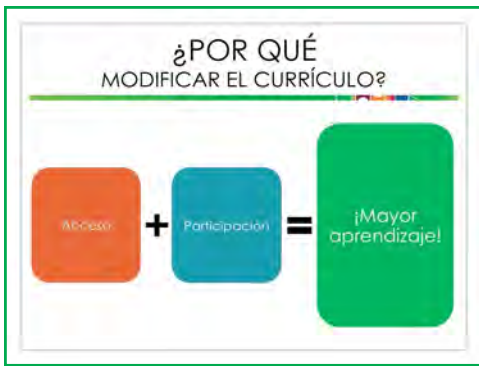 ¿POR QUÉ
MODIFICAR EL CURRÍCULO?
Acceso
+
Participación
=
¡Mayor
aprendizaje!